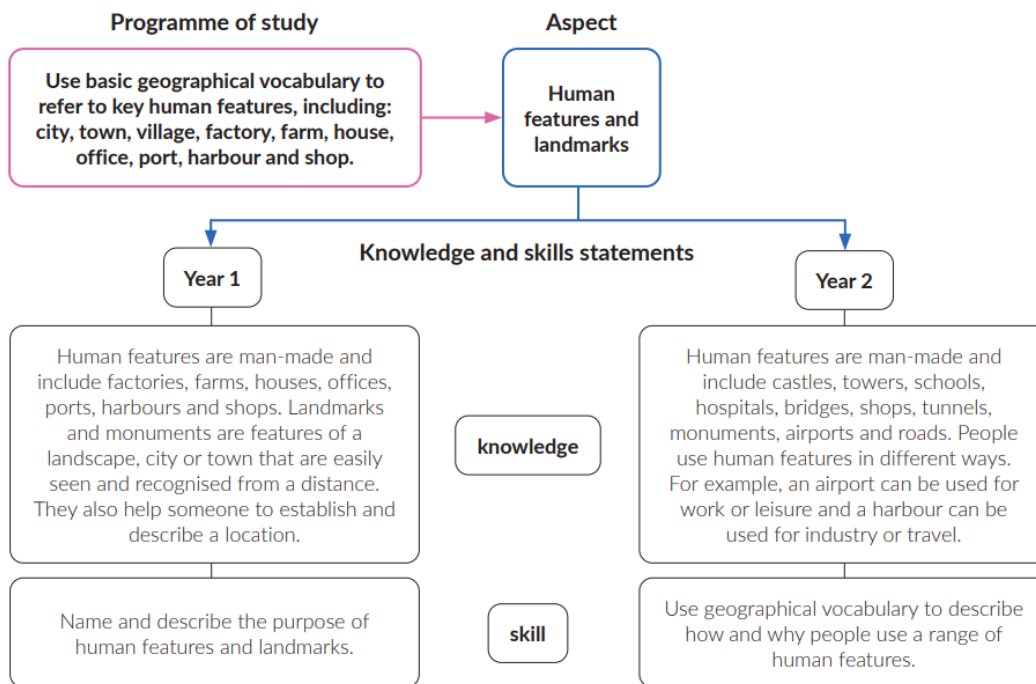 Programme of study
Aspect
Use basic geographical vocabulary to
refer to key human features, including:
city, town, village, factory, farm, house,
office, port, harbour and shop.
Human
features and
landmarks
Knowledge and skills statements
Year 1
Year 2
Human features are man-made and
include factories, farms, houses, offices,
ports, harbours and shops. Landmarks
and monuments are features of a
landscape, city or town that are easily
seen and recognised from a distance.
They also help someone to establish and
describe a location.
knowledge
Human features are man-made and
include castles, towers, schools,
hospitals, bridges, shops, tunnels,
monuments, airports and roads. People
use human features in different ways.
For example, an airport can be used for
work or leisure and a harbour can be
used for industry or travel.
Name and describe the purpose of
human features and landmarks.
skill
Use geographical vocabulary to describe
how and why people use a range of
human features.